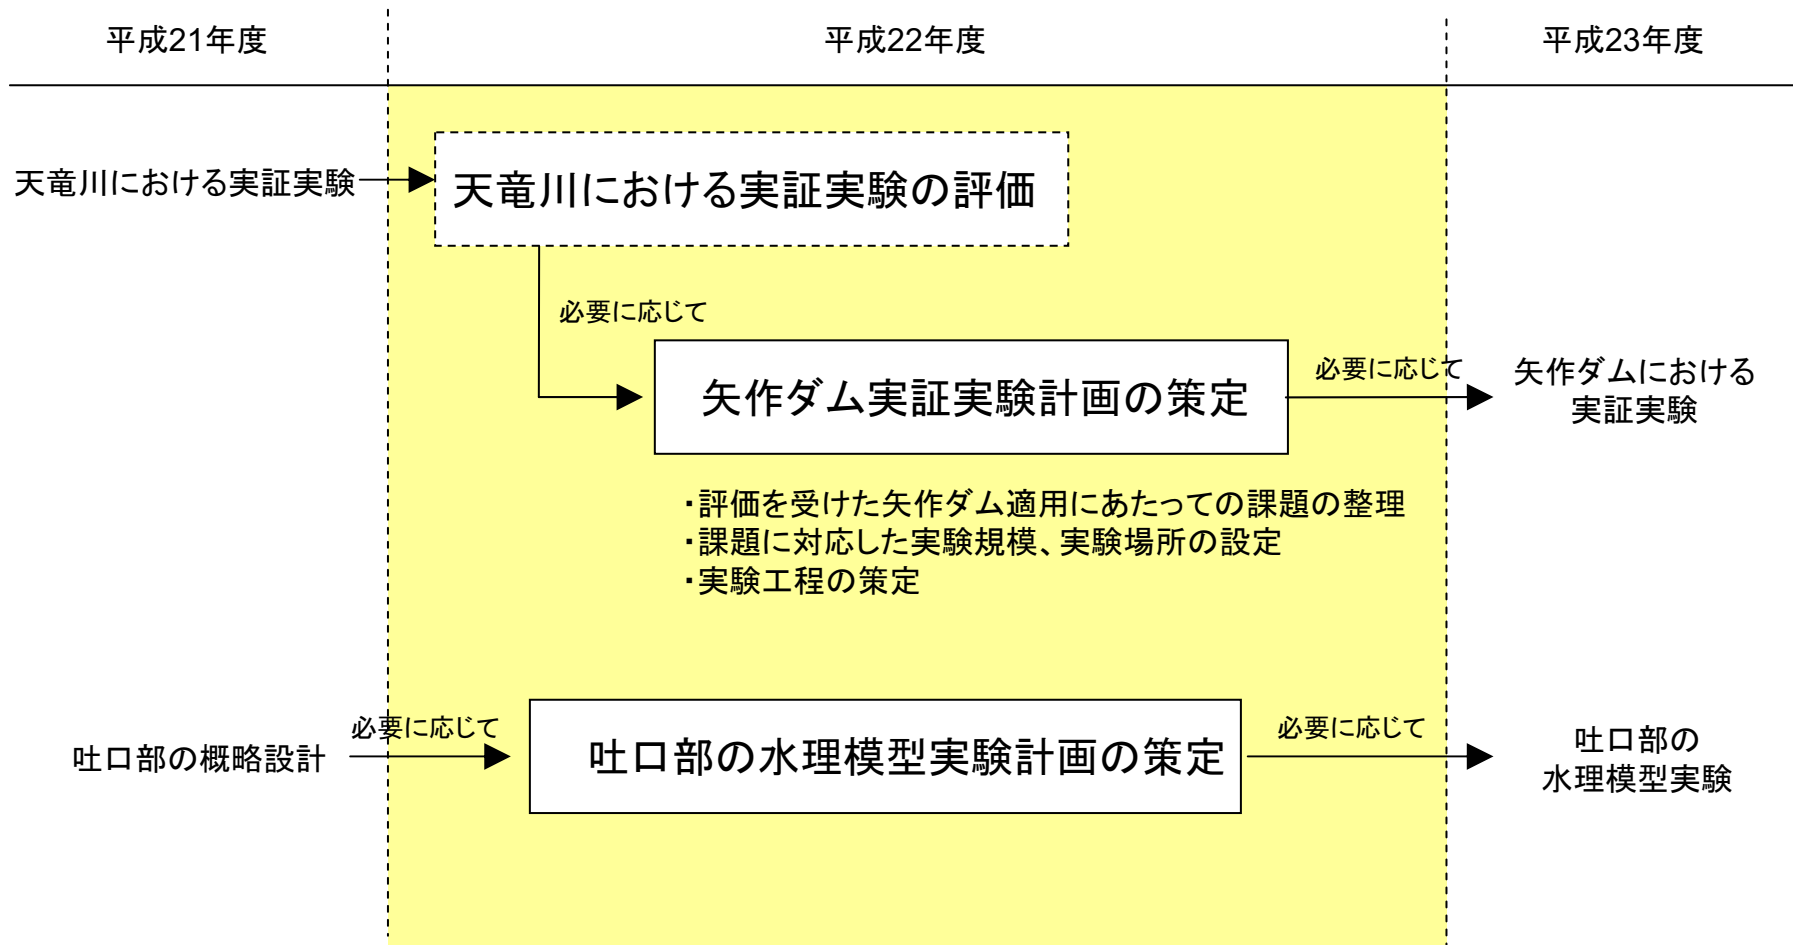 平成21年度
平成22年度
平成23年度
天竜川における実証実験
天竜川における実証実験の評価
必要に応じて
矢作ダム実証実験計画の策定
必要に応じて
矢作ダムにおける
実証実験
・評価を受けた矢作ダム適用にあたっての課題の整理
・課題に対応した実験規模、実験場所の設定
・実験工程の策定
吐口部の概略設計
必要に応じて
吐口部の水理模型実験計画の策定
必要に応じて
吐口部の
水理模型実験